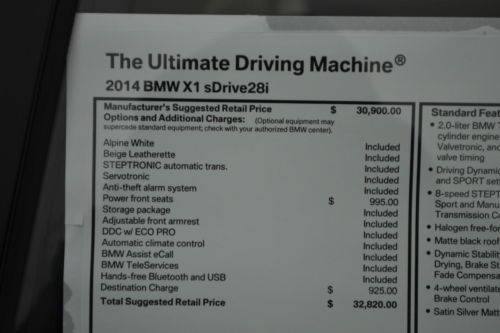 The Ultimate Driving Machine®
2014 BMW X1 sDrive28i
Manufacturer's Suggested Retail Price $ 30,900.00
Options and Additional Charges: (Optional equipment may
supercede standard equipment; check with your authorized BMW center).
Alpine White Included
Beige Leatherette Included
STEPTRONIC automatic trans. Included
Servotronic Included
Anti-theft alarm system Included
Power front seats $ 995.00
Storage package Included
Adjustable front armrest Included
DDC w/ ECO PRO Included
Automatic climate control Included
BMW Assist eCall Included
BMW TeleServices Included
Hands-free Bluetooth and USB Included
Destination Charge $ 925.00
Total Suggested Retail Price $ 32,820.00
Standard Feat
• 2.0-liter BMW
cylinder engine
Valvetronic, and
valve timing
• Driving Dynamic
and SPORT set
• 8-speed STEPT
Sport and Manu
Transmission C
• Halogen free-for
• Matte black roof
• Dynamic Stabilit
Drying, Brake St
Fade Compensa
• 4-wheel ventilate
Brake Control
• Satin Silver Matt